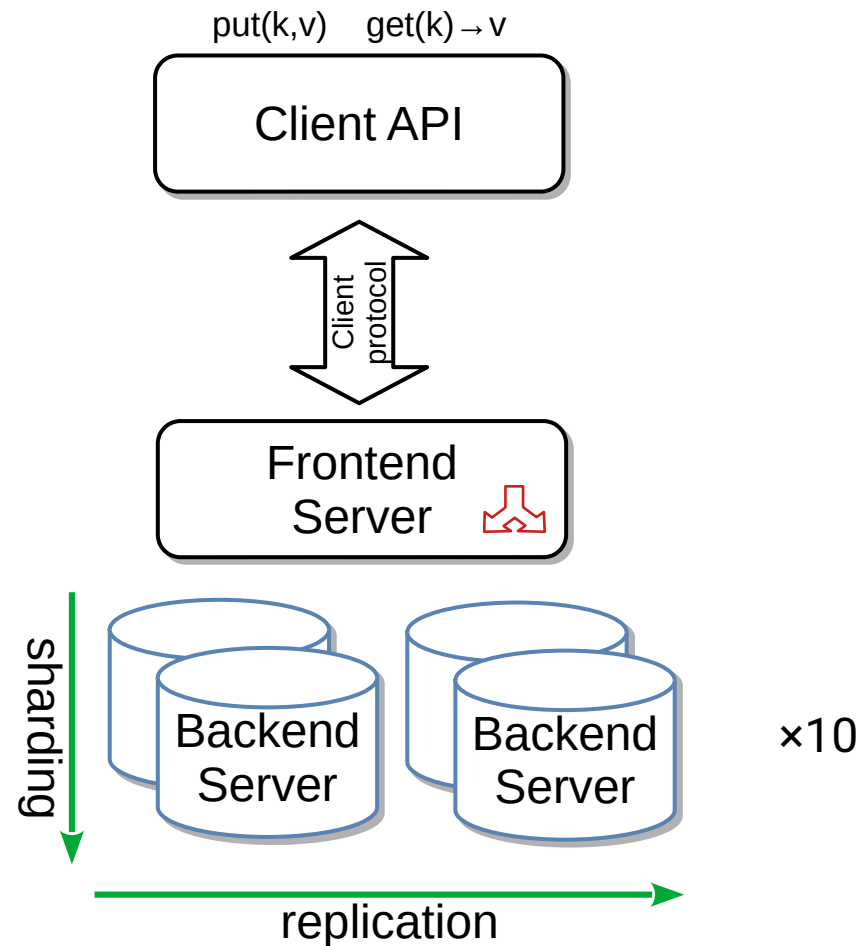 put(k,v) get(k)→v
Client API
Client
protocol
Frontend
Server
sharding
Backend
Server
Backend
Server
×10
replication